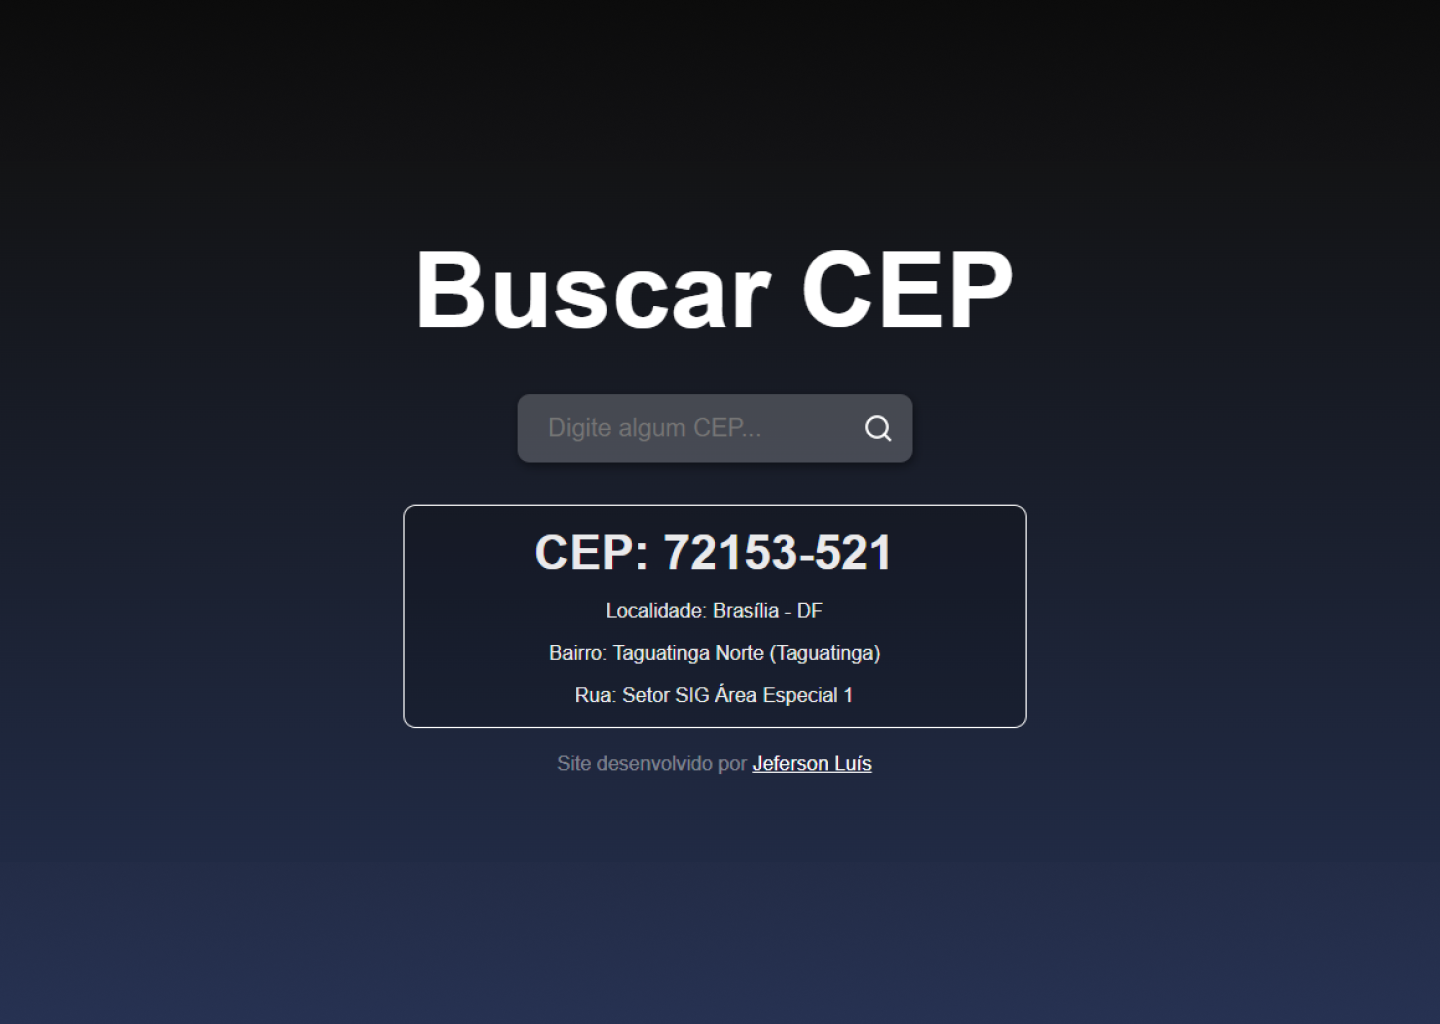 Buscar CEP
Digite algum CEP...
CEP: 72153-521
Localidade: Brasília - DF
Bairro: Taguatinga Norte (Taguatinga)
Rua: Setor SIG Área Especial 1
Site desenvolvido por Jeferson Luís